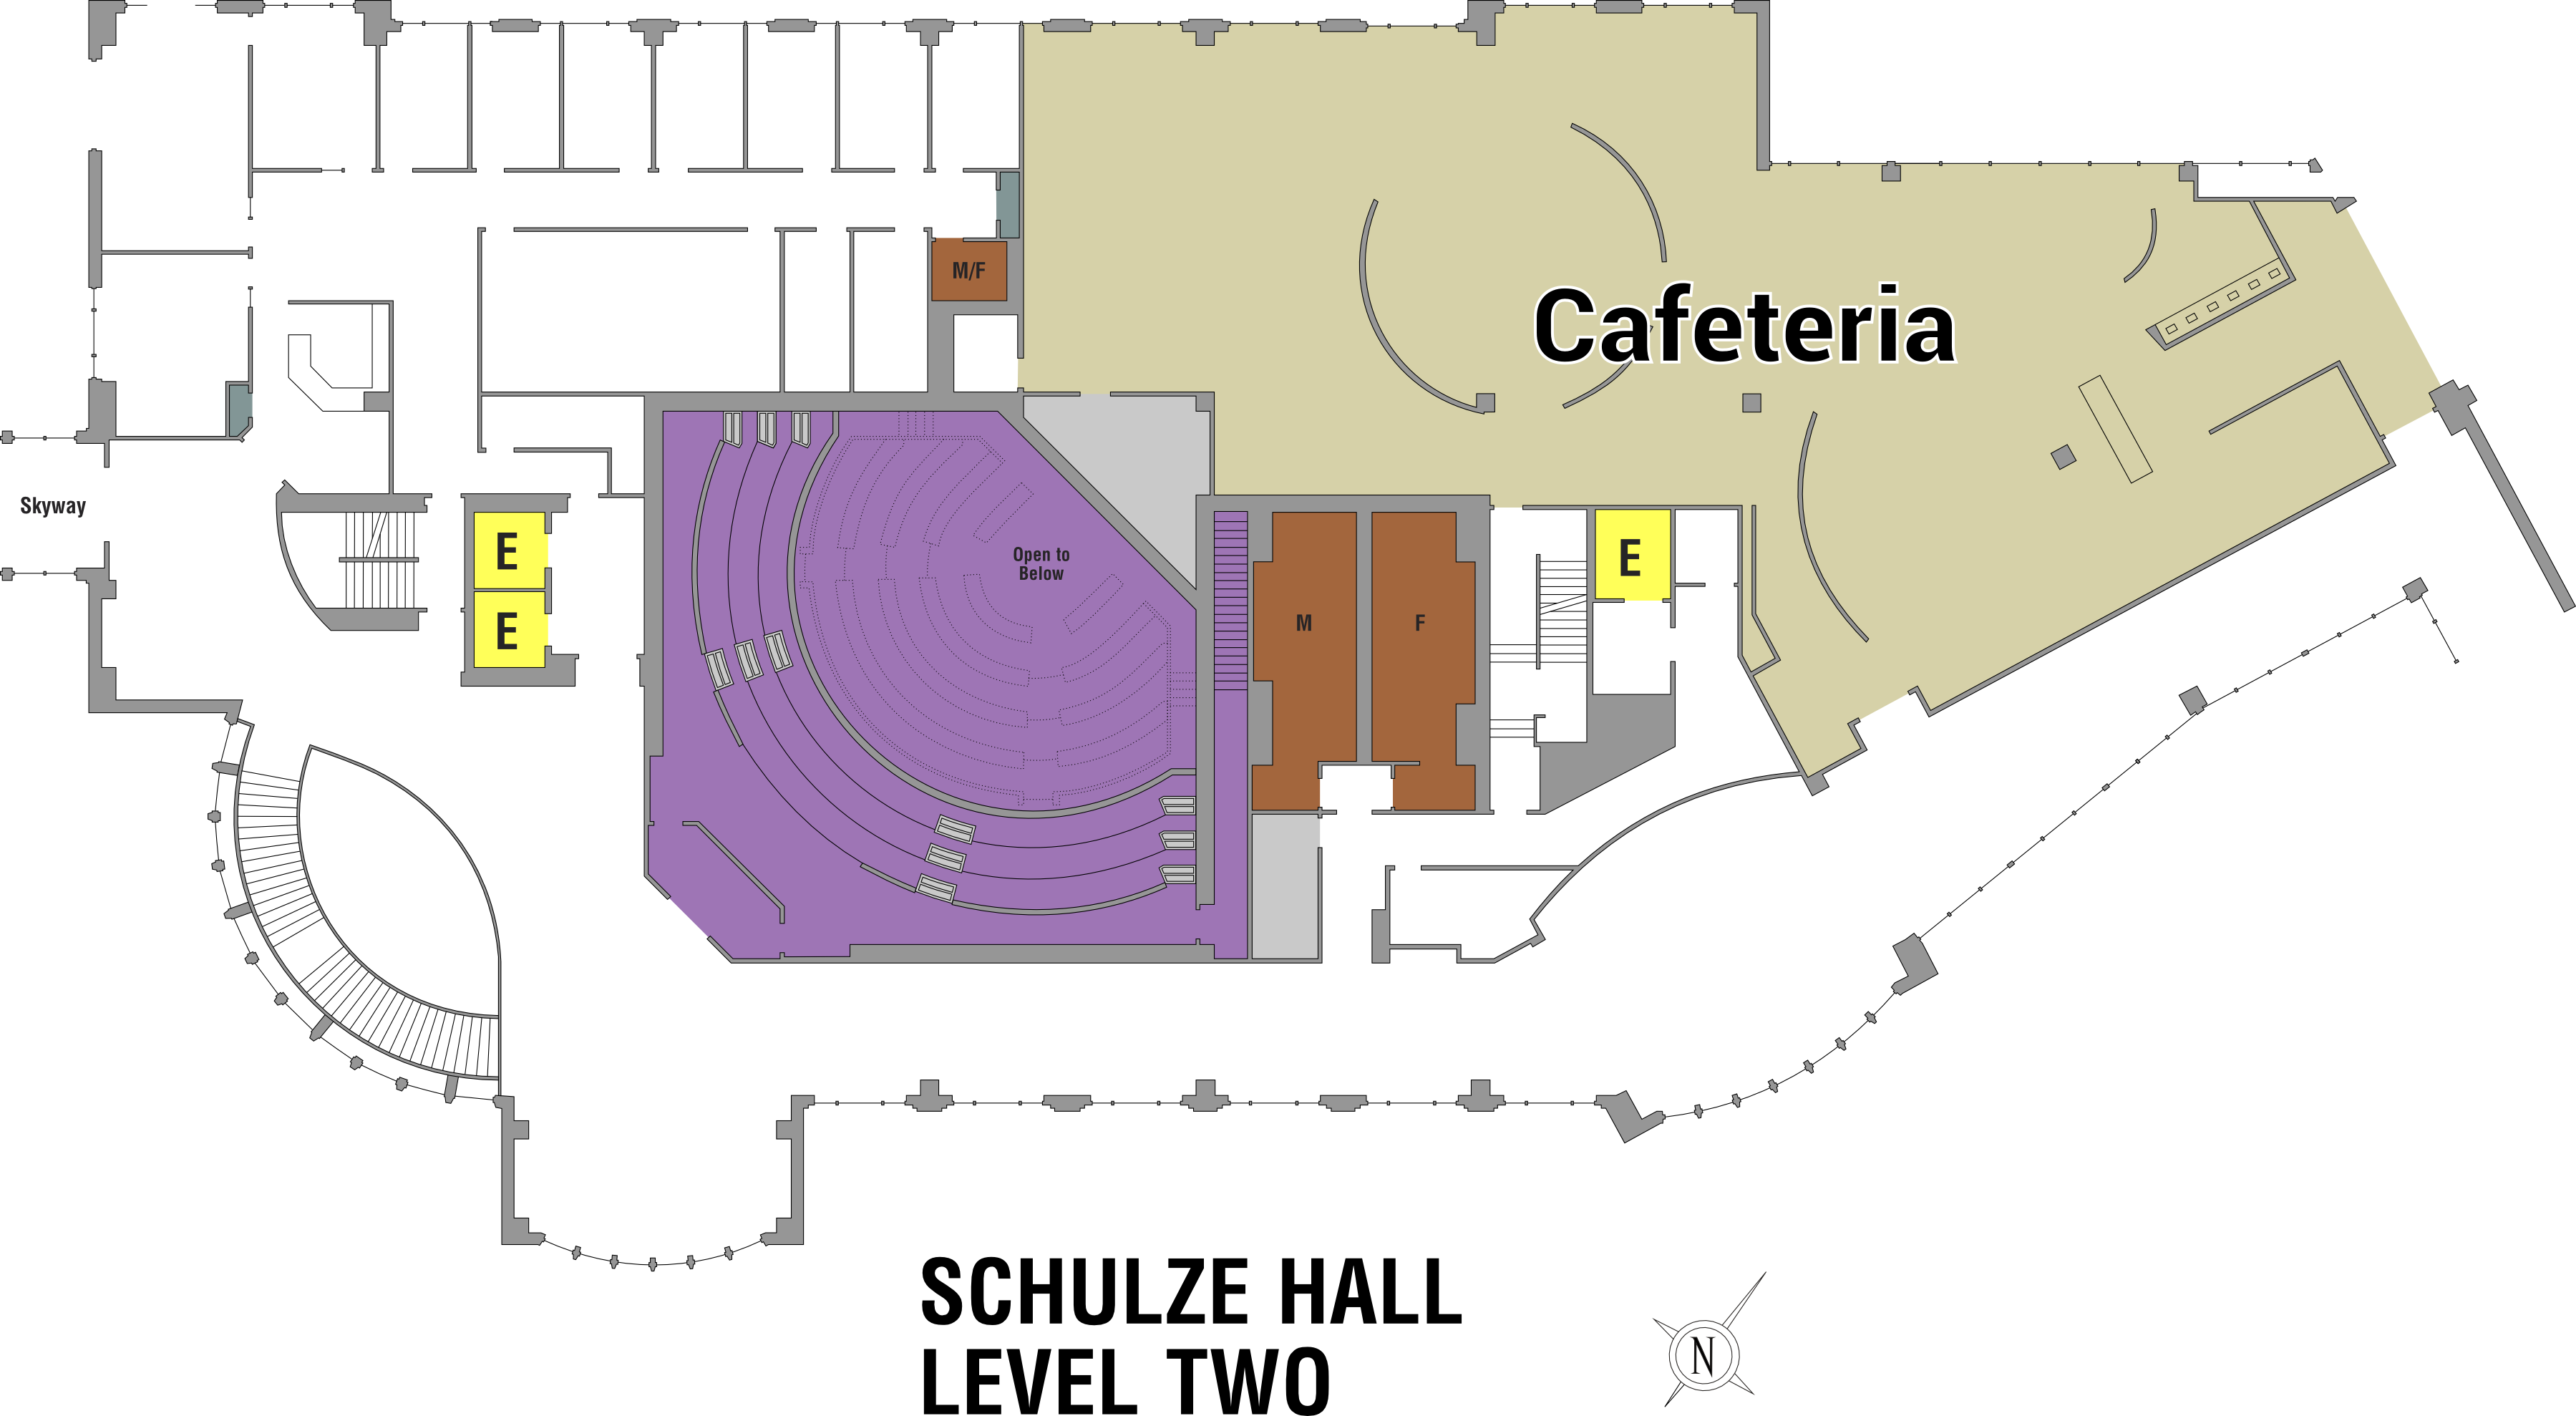 M/F
Cafeteria
Skyway
E
E
Open to
Below
E
M
F
SCHULZE HALL
LEVEL TWO
N